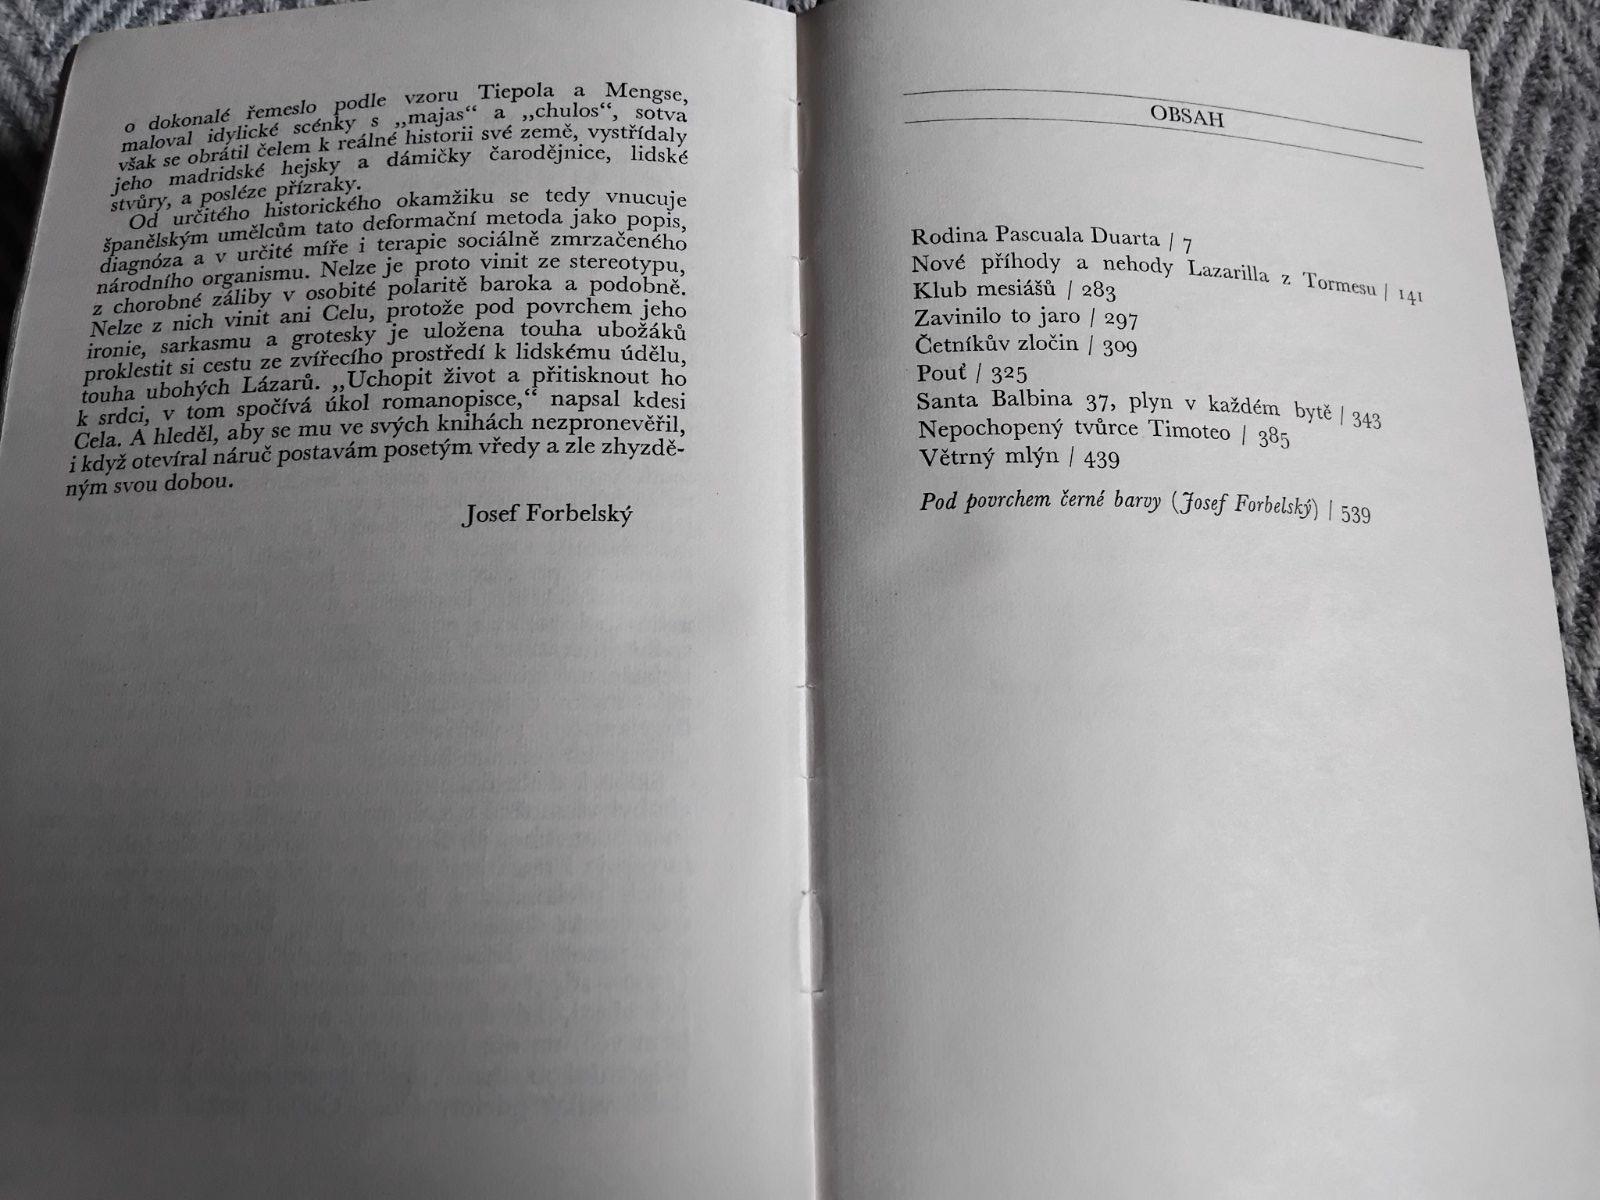 o dokonalé řemeslo podle vzoru Tiepola a Mengse,
maloval idylické scénky s „majas“ a „chulos“, sotva
však se obrátil čelem k reálné historii své země, vystřídaly
jeho madridské hejsky a dámičky čarodějnice, lidské
stvůry, a posléze přízraky.
Od určitého historického okamžiku se tedy vnucuje
španělským umělcům tato deformační metoda jako popis,
diagnóza a v určité míře i terapie sociálně zmrzačeného
národního organismu. Nelze je proto vinit ze stereotypu,
z chorobné záliby v osobité polaritě baroka a podobně.
Nelze z nich vinit ani Celu, protože pod povrchem jeho
ironie, sarkasmu a grotesky je uložena touha ubožáků
proklestit si cestu ze zvířecího prostředí k lidskému údělu,
touha ubohých Lázarů. „Uchopit život a přitisknout ho
k srdci, v tom spočívá úkol romanopisce,“ napsal kdesi
Cela. A hleděl, aby se mu ve svých knihách nezpronevěřil,
i když otevíral náruč postavám posetým vředy a zle zhyzdě-
ným svou dobou.
Josef Forbelský
OBSAH
Rodina Pascuala Duarta | 7
Nové příhody a nehody Lazarilla z Tormesu | 141
Klub mesiášů | 283
Zavinilo to jaro | 297
Četníkův zločin | 309
Pouť | 325
Santa Balbina 37, plyn v každém bytě | 343
Nepochopený tvůrce Timoteo | 385
Větrný mlýn | 439
Pod povrchem černé barvy (Josef Forbelský) | 539